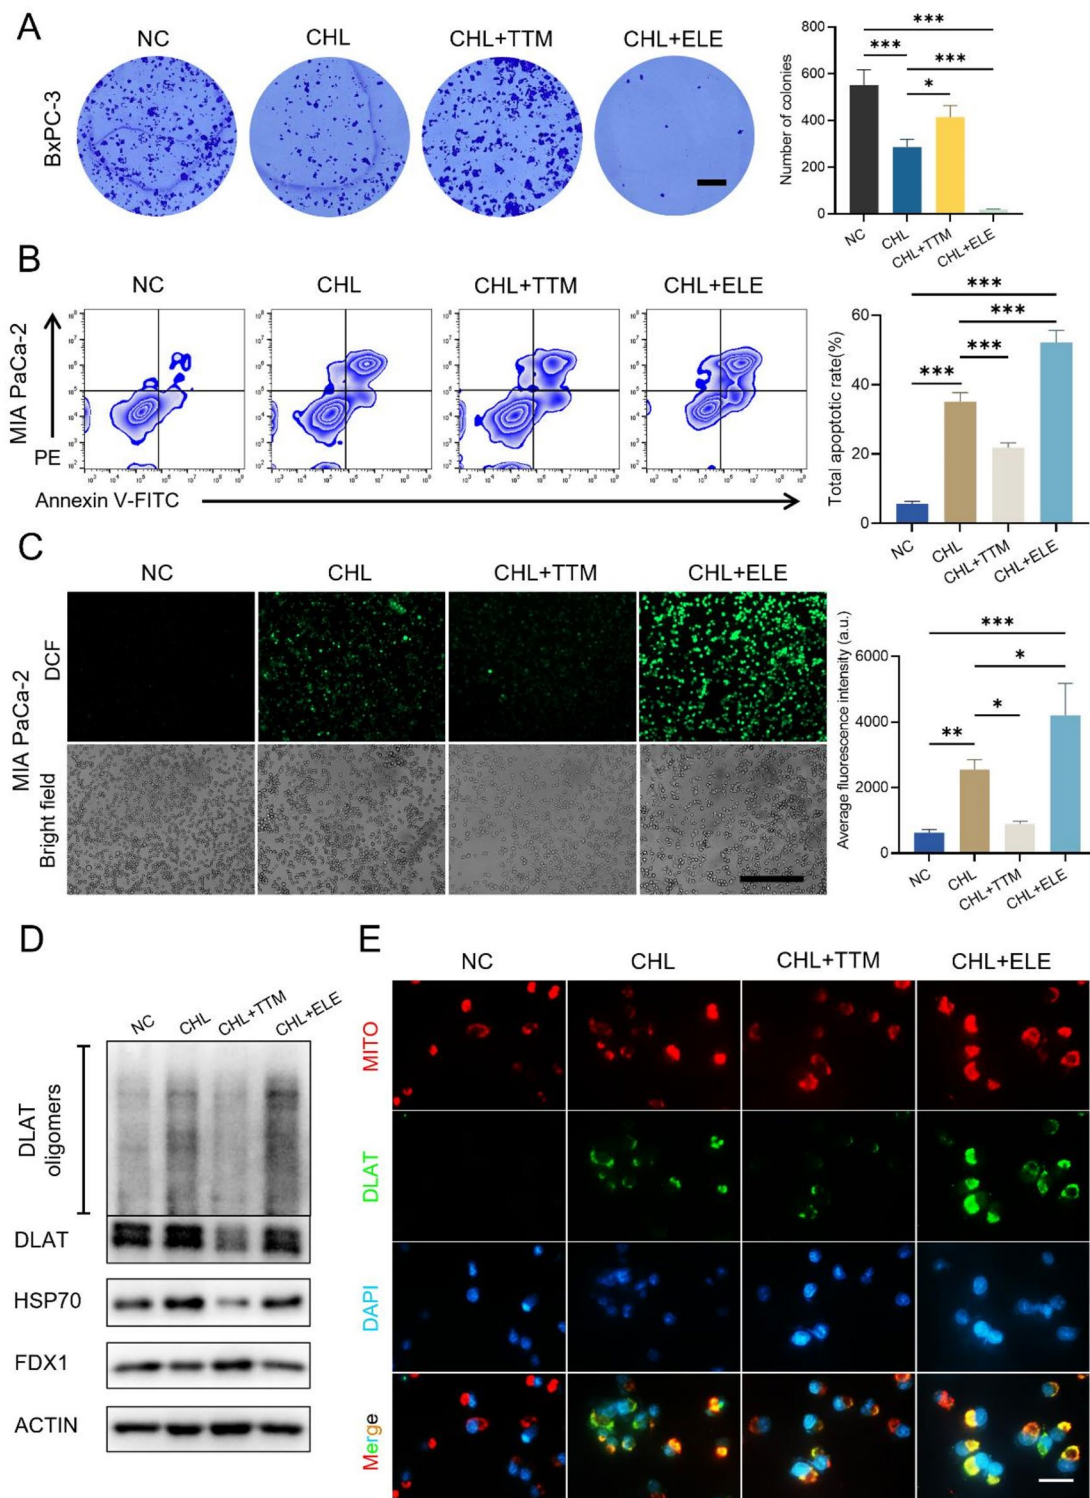 A
NC
CHL
CHL+TTM
CHL+ELE
BxPC-3
Number of colonies
800
600
400
200
0
***
***
***
*
NC
CHL
CHL+TTM
CHL+ELE
B
NC
CHL
CHL+TTM
CHL+ELE
MIA PaCa-2
PE
Annexin V-FITC
Total apoptotic rate(%)
60
40
20
0
***
***
***
***
NC
CHL
CHL+TTM
CHL+ELE
C
NC
CHL
CHL+TTM
CHL+ELE
MIA PaCa-2
DCF
Bright field
Average fluorescence intensity (a.u.)
6000
4000
2000
0
***
*
*
**
NC
CHL
CHL+TTM
CHL+ELE
D
NC
CHL
CHL+TTM
CHL+ELE
DLAT
oligomers
DLAT
HSP70
FDX1
ACTIN
E
NC
CHL
CHL+TTM
CHL+ELE
MITO
DLAT
DAPI
Merge